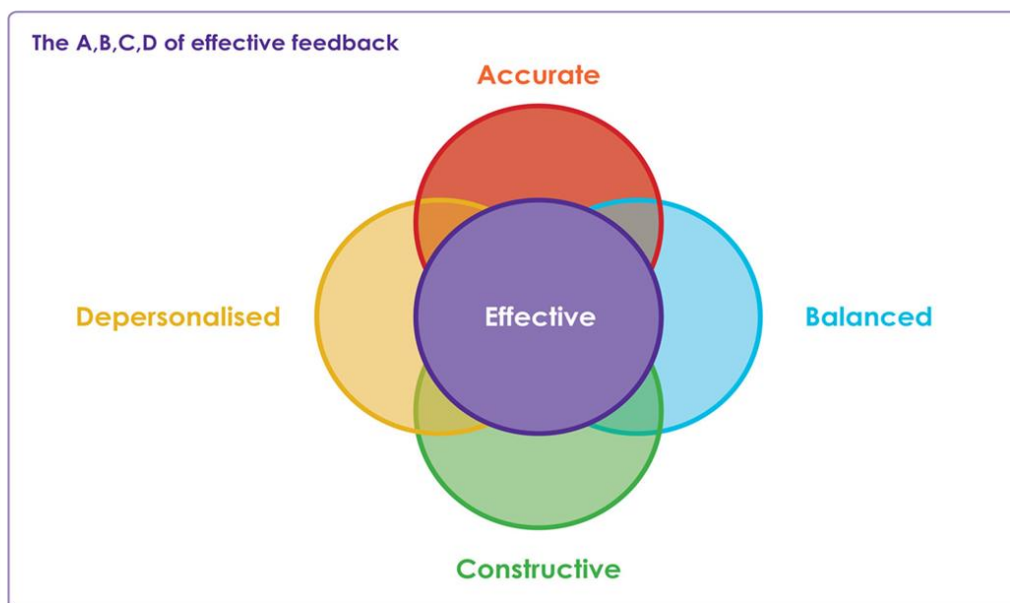 The A,B,C,D of effective feedback
Accurate
Depersonalised
Effective
Balanced
Constructive